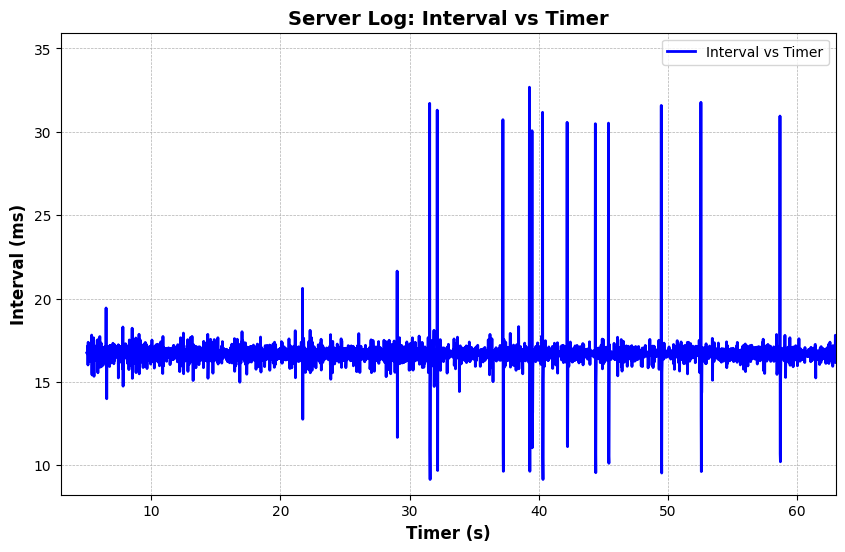 Server Log: Interval vs Timer
Interval vs Timer
35
30
25
20
15
10
Interval (ms)
10 20 30 40 50 60
Timer (s)